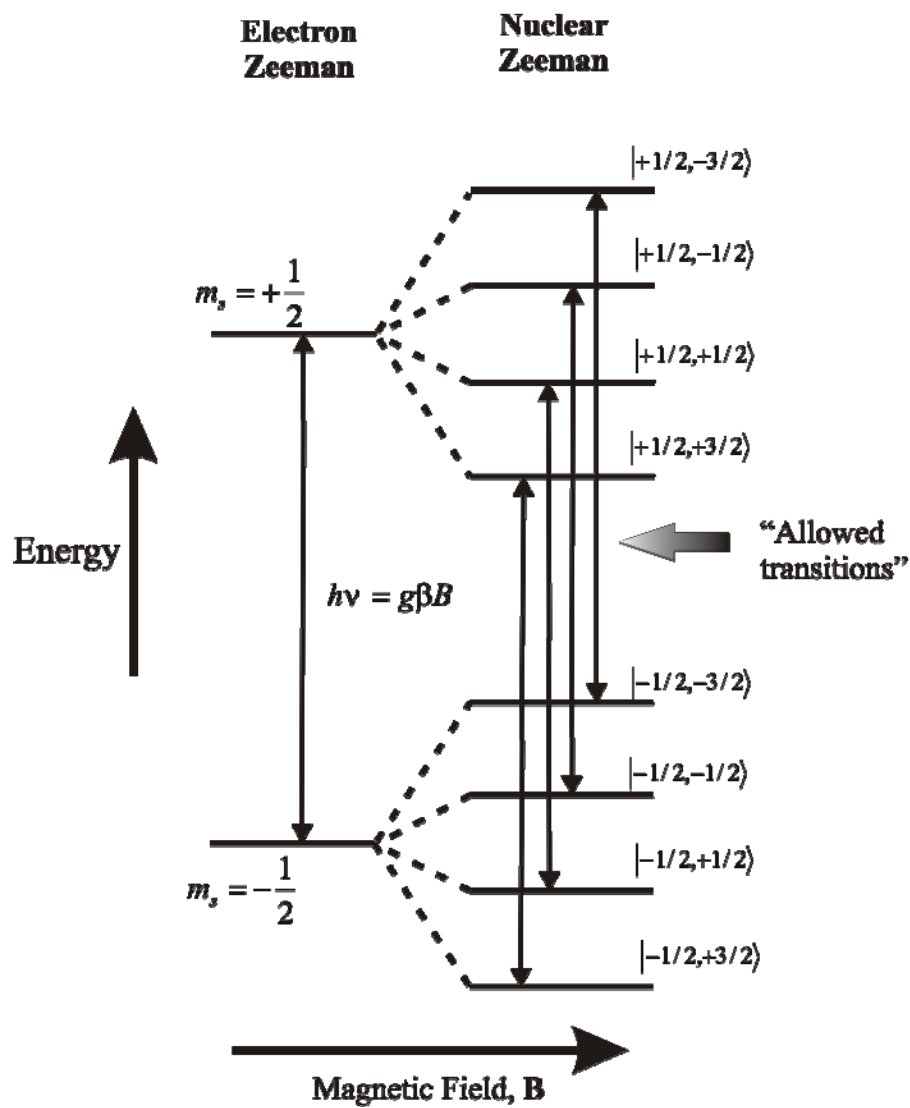 Electron
Zeeman
Nuclear
Zeeman
|+1/2,−3/2⟩
|+1/2,−1/2⟩
m_s = +1/2
|+1/2,+1/2⟩
|+1/2,+3/2⟩
Energy
"Allowed
transitions"
hν = gβB
|−1/2,−3/2⟩
|−1/2,−1/2⟩
m_s = −1/2
|−1/2,+1/2⟩
|−1/2,+3/2⟩
Magnetic Field, B